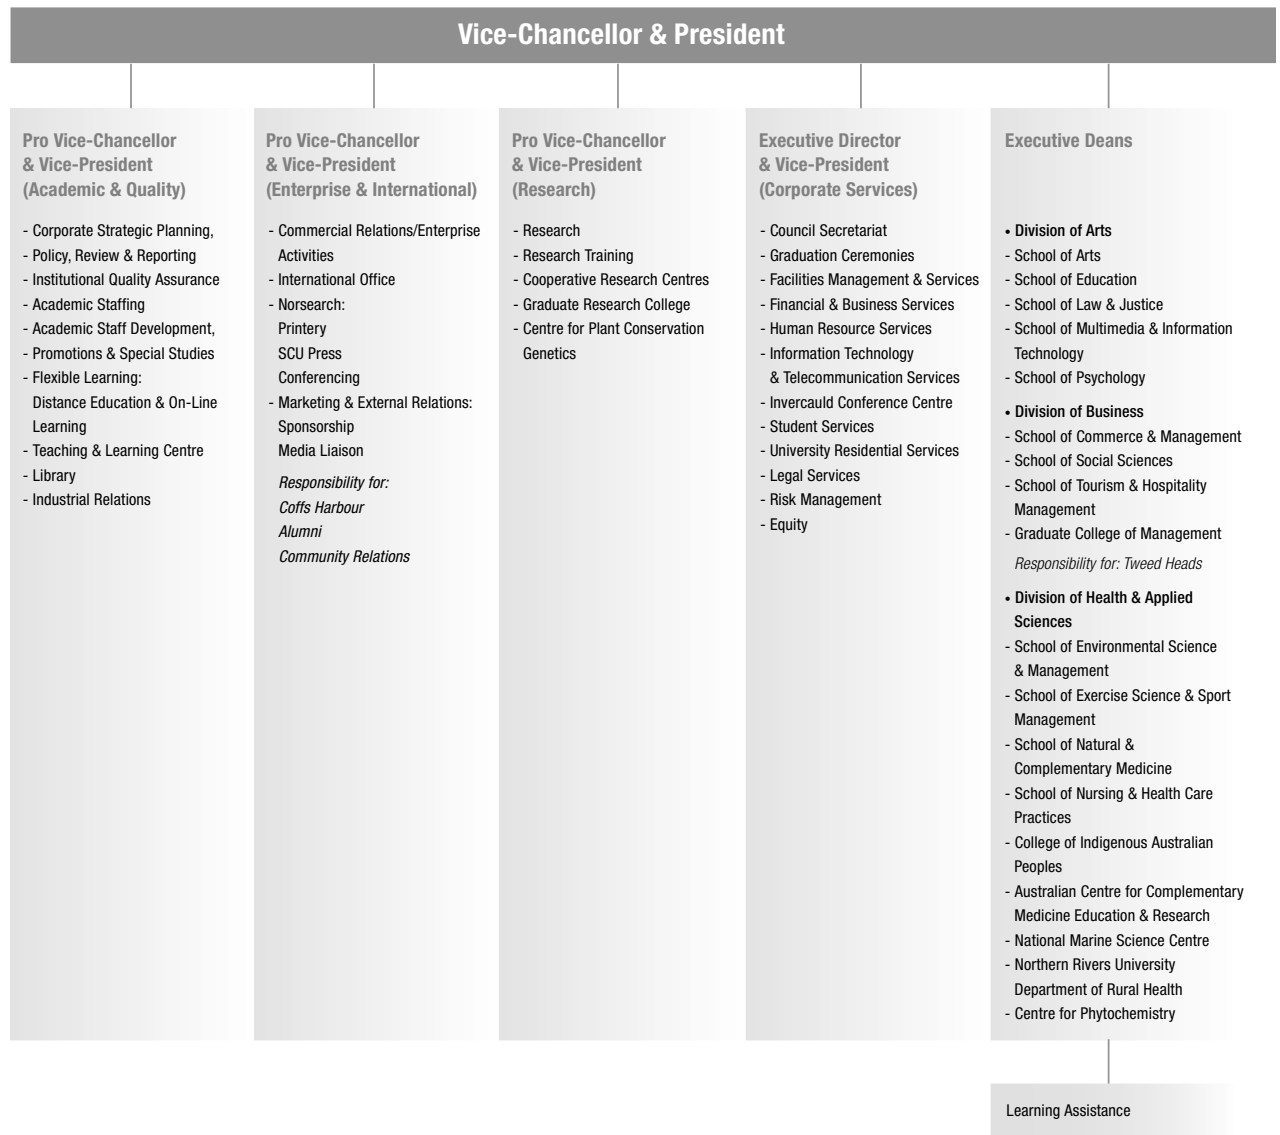 Vice-Chancellor & President
Pro Vice-Chancellor
& Vice-President
(Academic & Quality)
- Corporate Strategic Planning,
- Policy, Review & Reporting
- Institutional Quality Assurance
- Academic Staffing
- Academic Staff Development,
- Promotions & Special Studies
- Flexible Learning:
Distance Education & On-Line
Learning
- Teaching & Learning Centre
- Library
- Industrial Relations
Pro Vice-Chancellor
& Vice-President
(Enterprise & International)
- Commercial Relations/Enterprise
Activities
- International Office
- Norsearch:
Printery
SCU Press
Conferencing
- Marketing & External Relations:
Sponsorship
Media Liaison
Responsibility for:
Coffs Harbour
Alumni
Community Relations
Pro Vice-Chancellor
& Vice-President
(Research)
- Research
- Research Training
- Cooperative Research Centres
- Graduate Research College
- Centre for Plant Conservation
Genetics
Executive Director
& Vice-President
(Corporate Services)
- Council Secretariat
- Graduation Ceremonies
- Facilities Management & Services
- Financial & Business Services
- Human Resource Services
- Information Technology
& Telecommunication Services
- Invercauld Conference Centre
- Student Services
- University Residential Services
- Legal Services
- Risk Management
- Equity
Executive Deans
• Division of Arts
- School of Arts
- School of Education
- School of Law & Justice
- School of Multimedia & Information
Technology
- School of Psychology
• Division of Business
- School of Commerce & Management
- School of Social Sciences
- School of Tourism & Hospitality
Management
- Graduate College of Management
Responsibility for: Tweed Heads
• Division of Health & Applied
Sciences
- School of Environmental Science
& Management
- School of Exercise Science & Sport
Management
- School of Natural &
Complementary Medicine
- School of Nursing & Health Care
Practices
- College of Indigenous Australian
Peoples
- Australian Centre for Complementary
Medicine Education & Research
- National Marine Science Centre
- Northern Rivers University
Department of Rural Health
- Centre for Phytochemistry
Learning Assistance